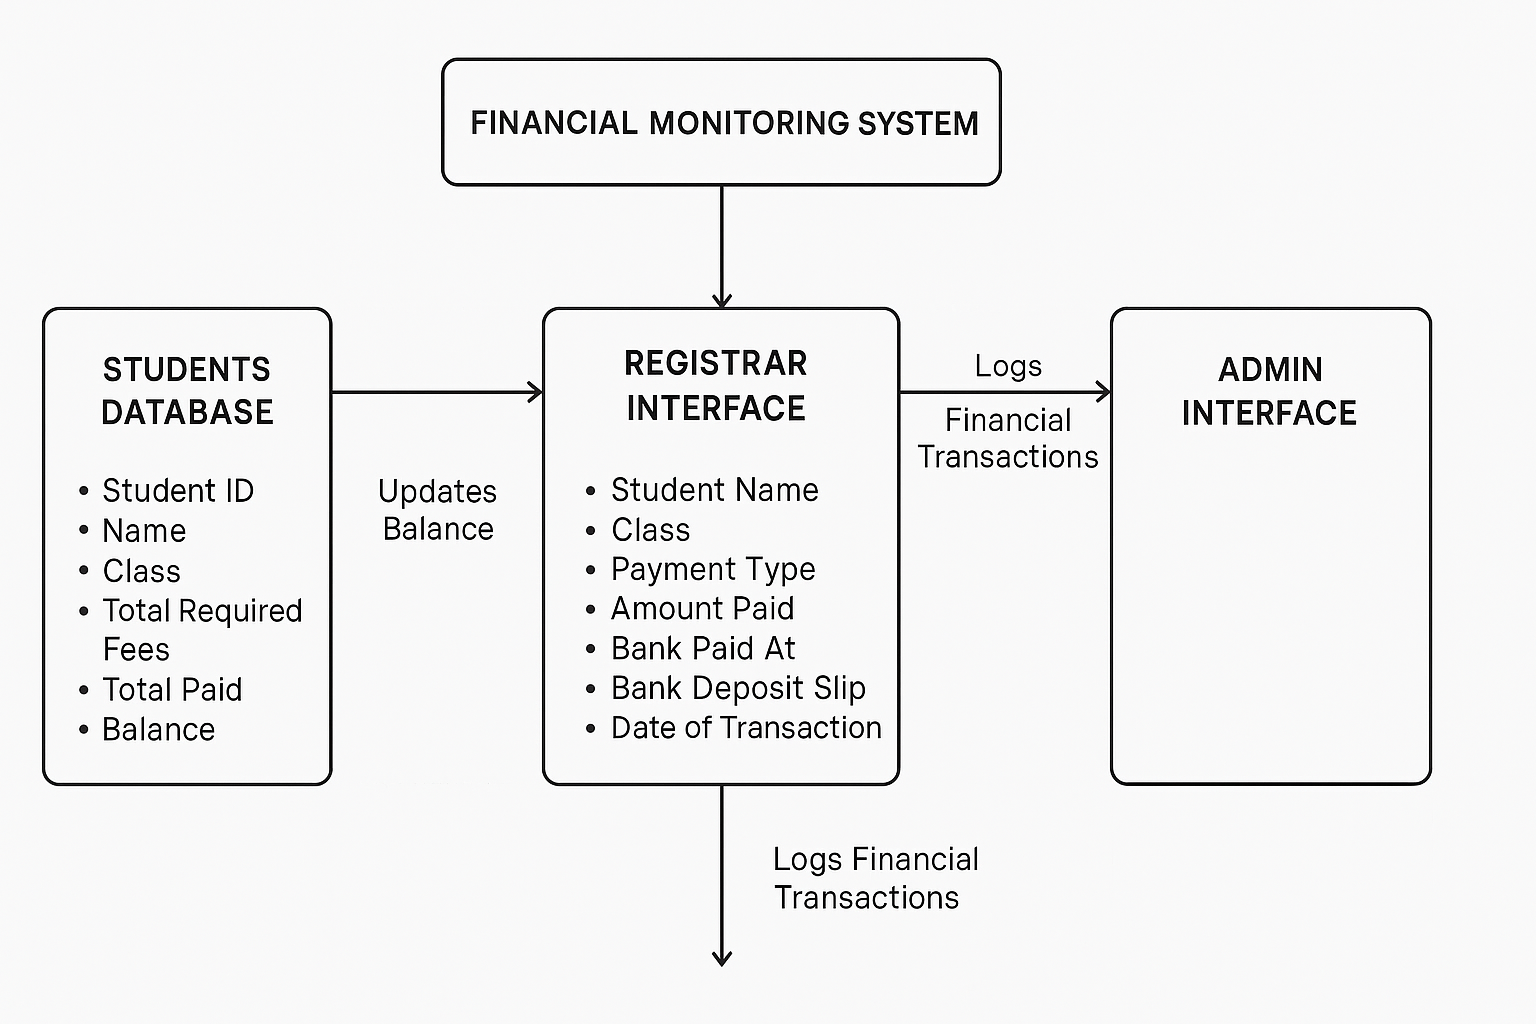 FINANCIAL MONITORING SYSTEM
STUDENTS
DATABASE
• Student ID
• Name
• Class
• Total Required
Fees
• Total Paid
• Balance
Updates
Balance
REGISTRAR
INTERFACE
• Student Name
• Class
• Payment Type
• Amount Paid
• Bank Paid At
• Bank Deposit Slip
• Date of Transaction
Logs
Financial
Transactions
ADMIN
INTERFACE
Logs Financial
Transactions